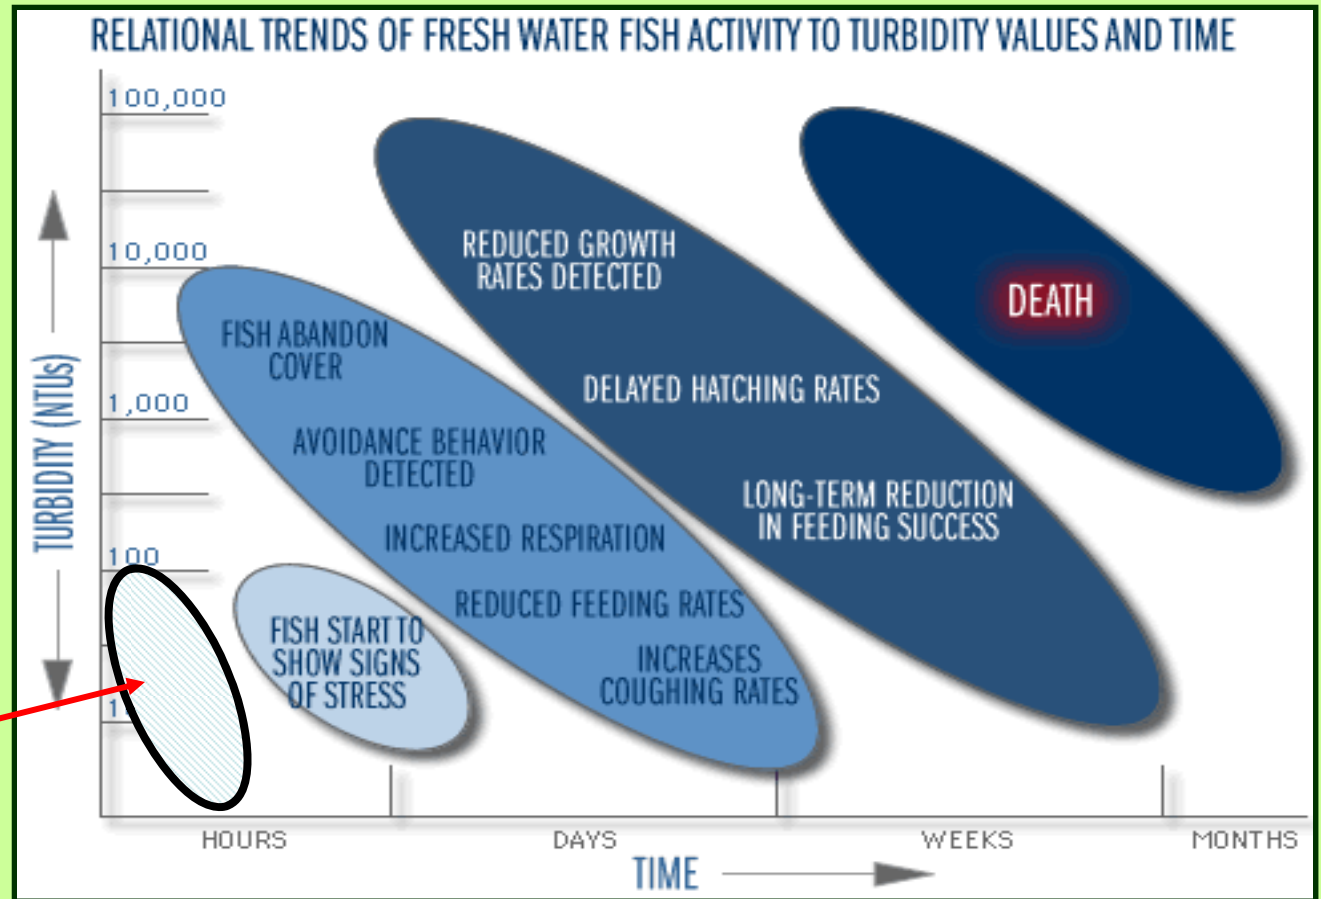 RELATIONAL TRENDS OF FRESH WATER FISH ACTIVITY TO TURBIDITY VALUES AND TIME
100,000
10,000
1,000
100
TURBIDITY (NTUs)
REDUCED GROWTH
RATES DETECTED
DEATH
FISH ABANDON
COVER
DELAYED HATCHING RATES
AVOIDANCE BEHAVIOR
DETECTED
LONG-TERM REDUCTION
IN FEEDING SUCCESS
INCREASED RESPIRATION
REDUCED FEEDING RATES
FISH START TO
SHOW SIGNS
OF STRESS
INCREASES
COUGHING RATES
HOURS
DAYS
WEEKS
MONTHS
TIME